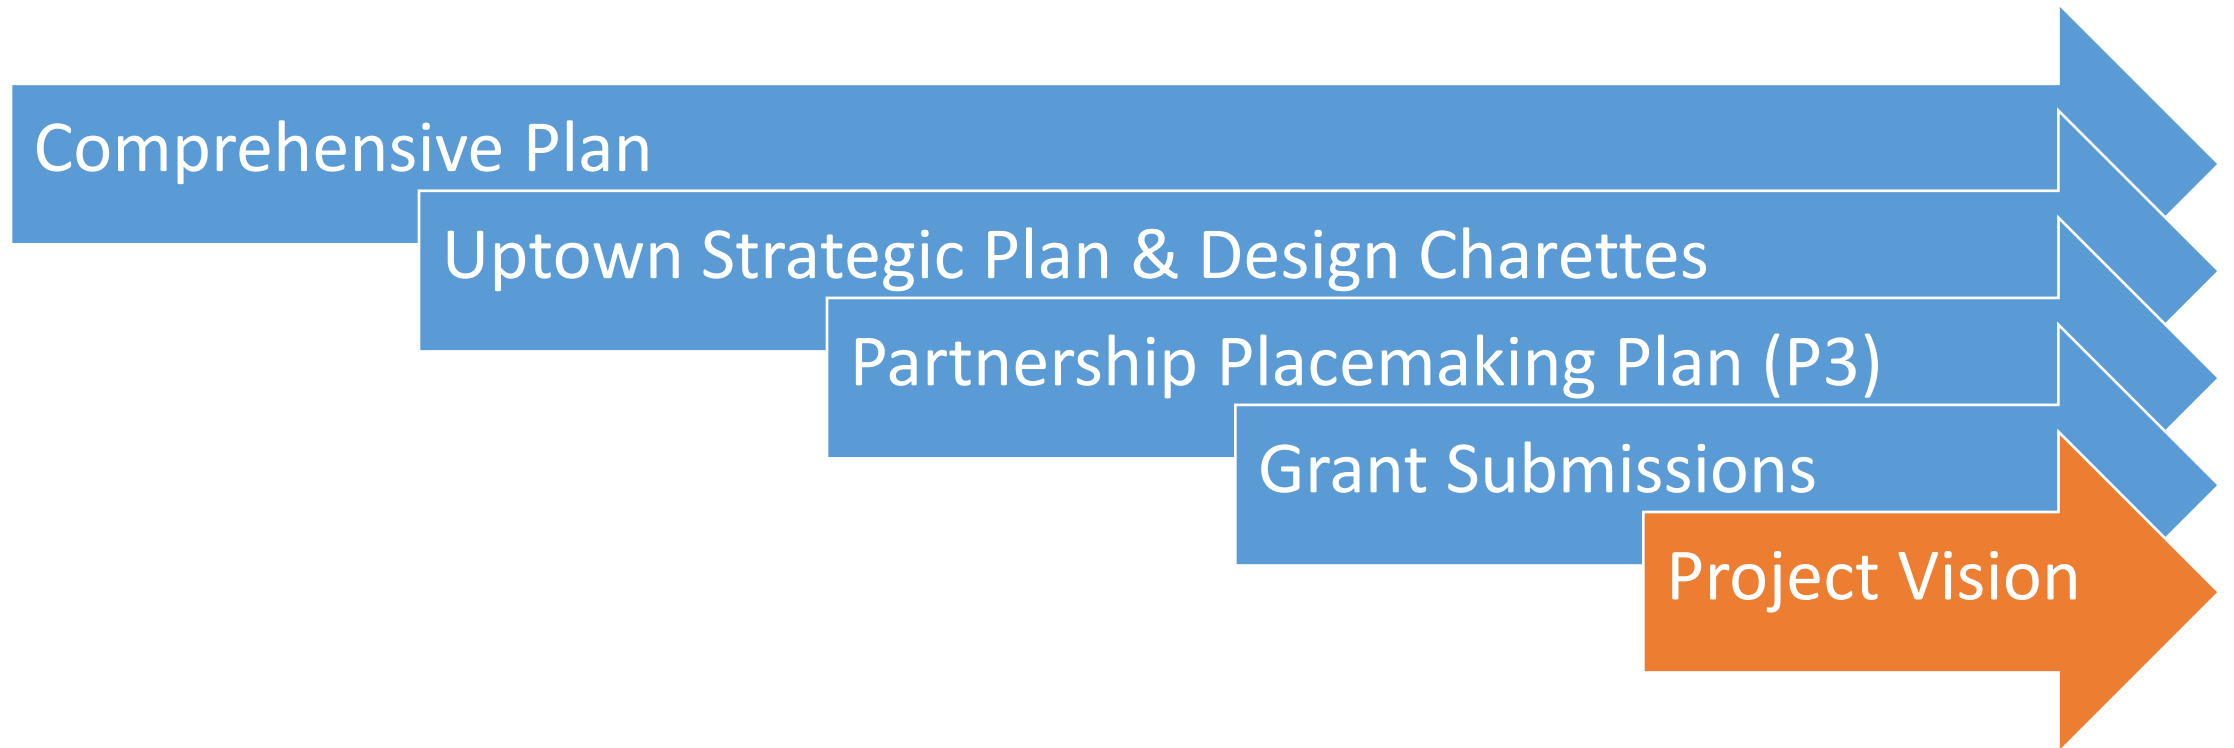 Comprehensive Plan
Uptown Strategic Plan & Design Charettes
Partnership Placemaking Plan (P3)
Grant Submissions
Project Vision